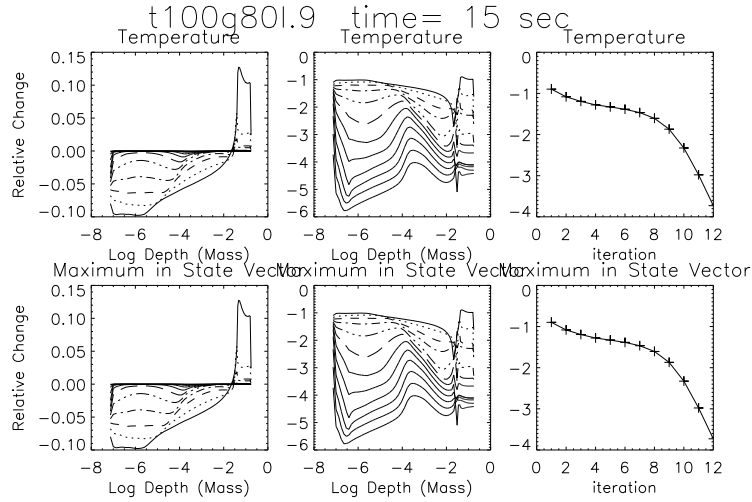 t100g80l.9 time= 15 sec
Temperature Temperature Temperature
Relative Change
0.15
0.10
0.05
0.00
−0.05
−0.10
−8 −6 −4 −2 0
Log Depth (Mass)
0
−1
−2
−3
−4
−5
−6
−8 −6 −4 −2 0
Log Depth (Mass)
0
−1
−2
−3
−4
0 2 4 6 8 10 12
iteration
Maximum in State Vector Maximum in State Vector Maximum in State Vector
Relative Change
0.15
0.10
0.05
0.00
−0.05
−0.10
−8 −6 −4 −2 0
Log Depth (Mass)
0
−1
−2
−3
−4
−5
−6
−8 −6 −4 −2 0
Log Depth (Mass)
0
−1
−2
−3
−4
0 2 4 6 8 10 12
iteration